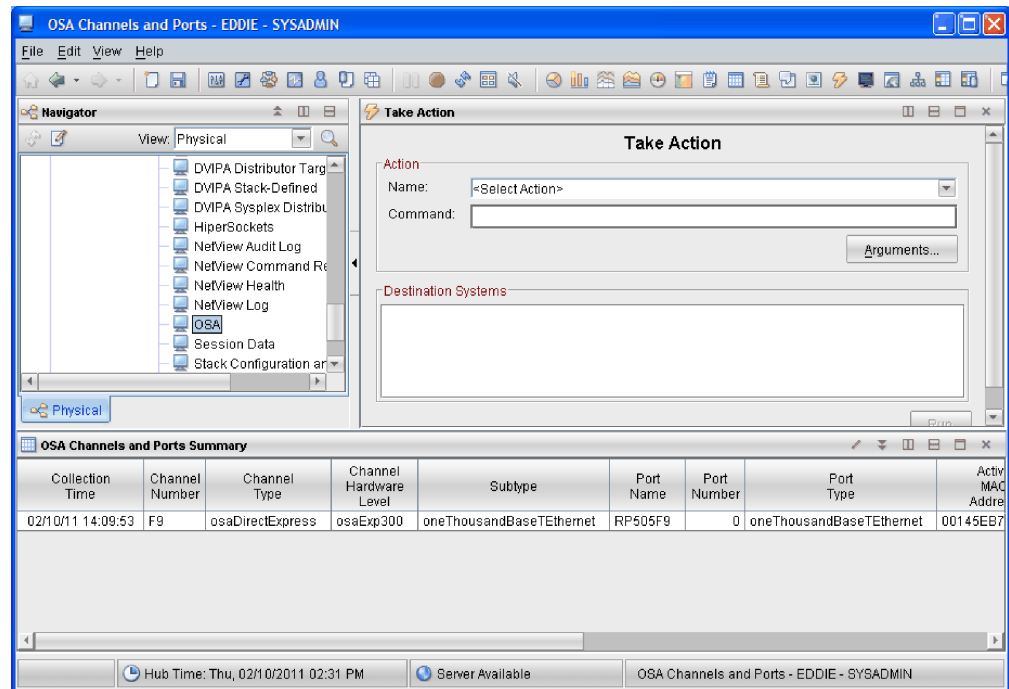 OSA Channels and Ports - EDDIE - SYSADMIN
File Edit View Help
Navigator
View: Physical
DVIPA Distributor Targ
DVIPA Stack-Defined
DVIPA Sysplex Distribu
HiperSockets
NetView Audit Log
NetView Command Re
NetView Health
NetView Log
OSA
Session Data
Stack Configuration an
Physical
Take Action
Take Action
Action
Name: <Select Action>
Command:
Arguments...
Destination Systems
Run
OSA Channels and Ports Summary
Collection Time Channel Number Channel Type Channel Hardware Level Subtype Port Name Port Number Port Type Activ MAC Addre
02/10/11 14:09:53 F9 osaDirectExpress osaExp300 oneThousandBaseTEthernet RP505F9 0 oneThousandBaseTEthernet 00145EB7
Hub Time: Thu, 02/10/2011 02:31 PM Server Available OSA Channels and Ports - EDDIE - SYSADMIN